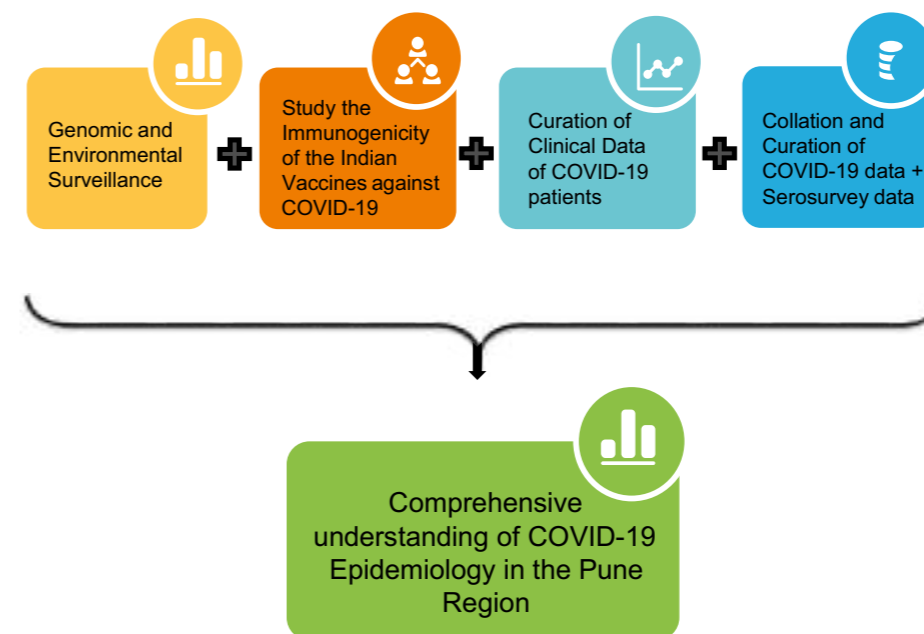 Genomic and
Environmental
Surveillance
Study the
Immunogenicity
of the Indian
Vaccines against
COVID-19
Curation of
Clinical Data
of COVID-19
patients
Collation and
Curation of
COVID-19 data +
Serosurvey data
Comprehensive
understanding of COVID-19
Epidemiology in the Pune
Region